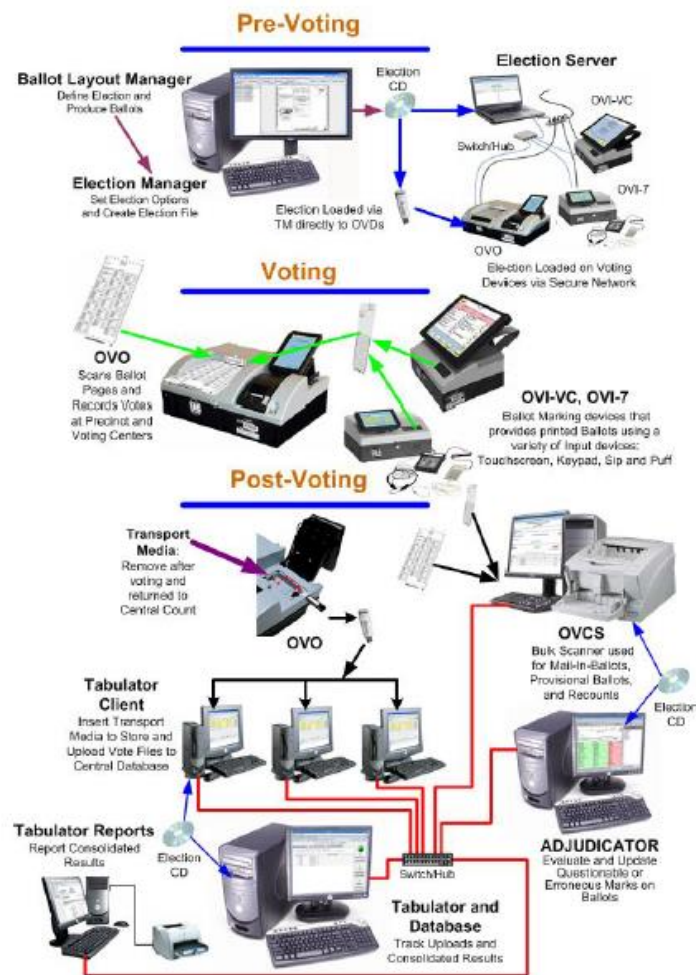 Pre-Voting
Ballot Layout Manager
Define Election and
Produce Ballots
Election
CD
Election Server
OVI-VC
Switch/Hub
OVI-7
Election Manager
Set Election Options
and Create Election File
Election Loaded via
TM directly to OVDs
OVO
Election Loaded on Voting
Devices via Secure Network
Voting
OVO
Scans Ballot
Pages and
Records Votes
at Precinct and
Voting Centers
OVI-VC, OVI-7
Ballot Marking devices that
provides printed Ballots using a
variety of Input devices:
Touchscreen, Keypad, Sip and Puff
Post-Voting
Transport
Media:
Remove after
voting and
returned to
Central Count
OVO
OVCS
Bulk Scanner used
for Mail-In-Ballots,
Provisional Ballots,
and Recounts
Election
CD
Tabulator
Client
Insert Transport
Media to Store and
Upload Vote Files to
Central Database
ADJUDICATOR
Evaluate and Update
Questionable or
Erroneous Marks on
Ballots
Tabulator Reports
Report Consolidated
Results
Election
CD
Switch/Hub
Tabulator and
Database
Track Uploads and
Consolidated Results